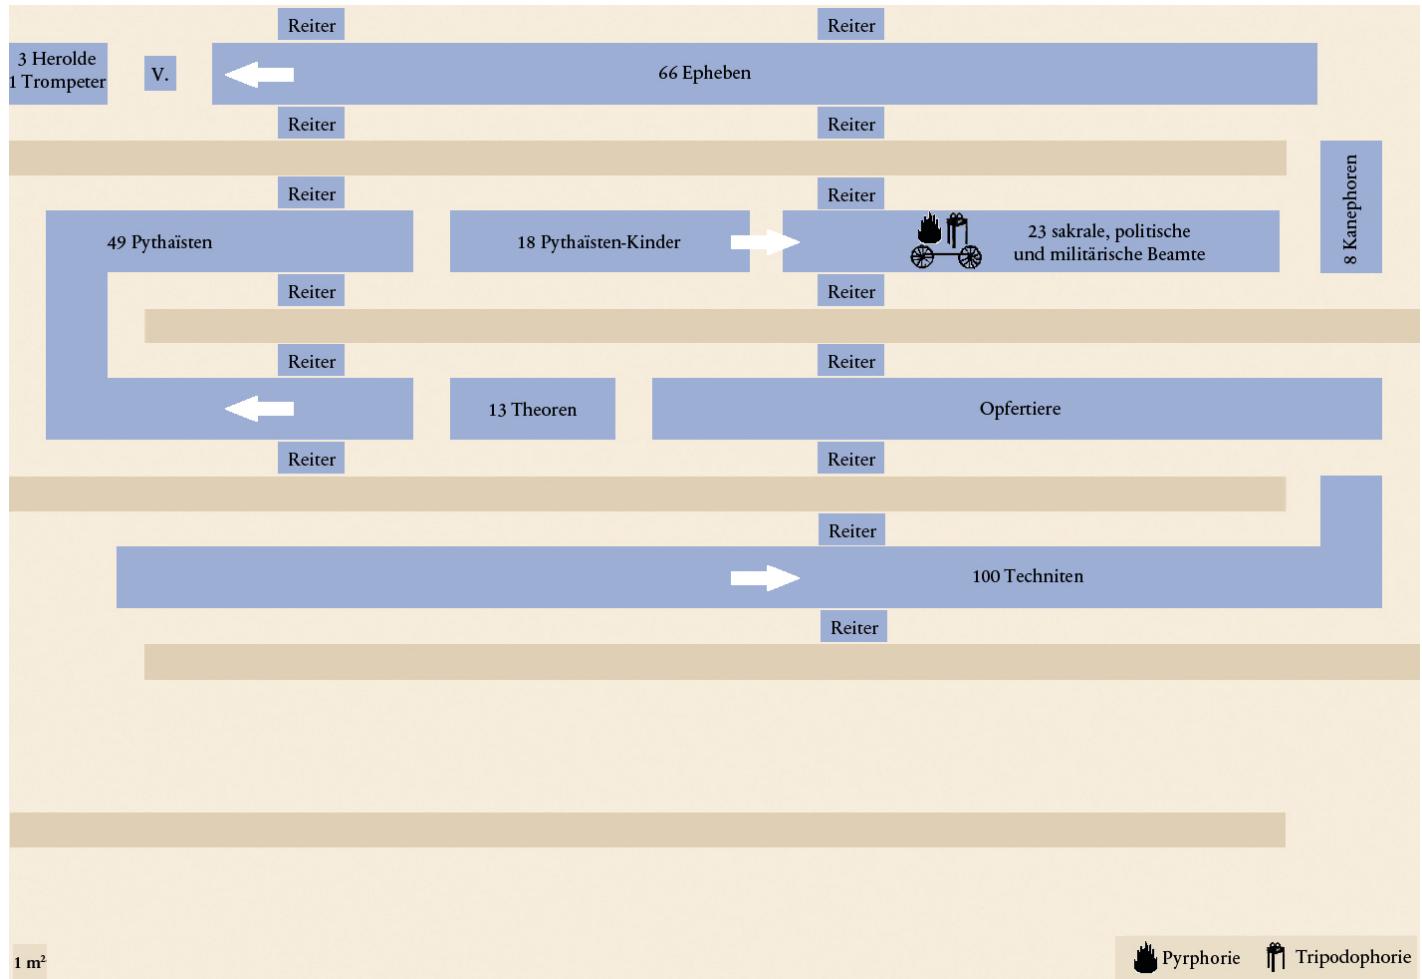 Reiter
Reiter
3 Herolde
1 Trompeter
V.
66 Epheben
Reiter
Reiter
8 Kanephoren
Reiter
Reiter
49 Pythaïsten
18 Pythaïsten-Kinder
23 sakrale, politische
und militärische Beamte
Reiter
Reiter
Reiter
Reiter
13 Theoren
Opfertiere
Reiter
Reiter
Reiter
100 Techniten
Reiter
1 m²
Pyrphorie
Tripodophorie